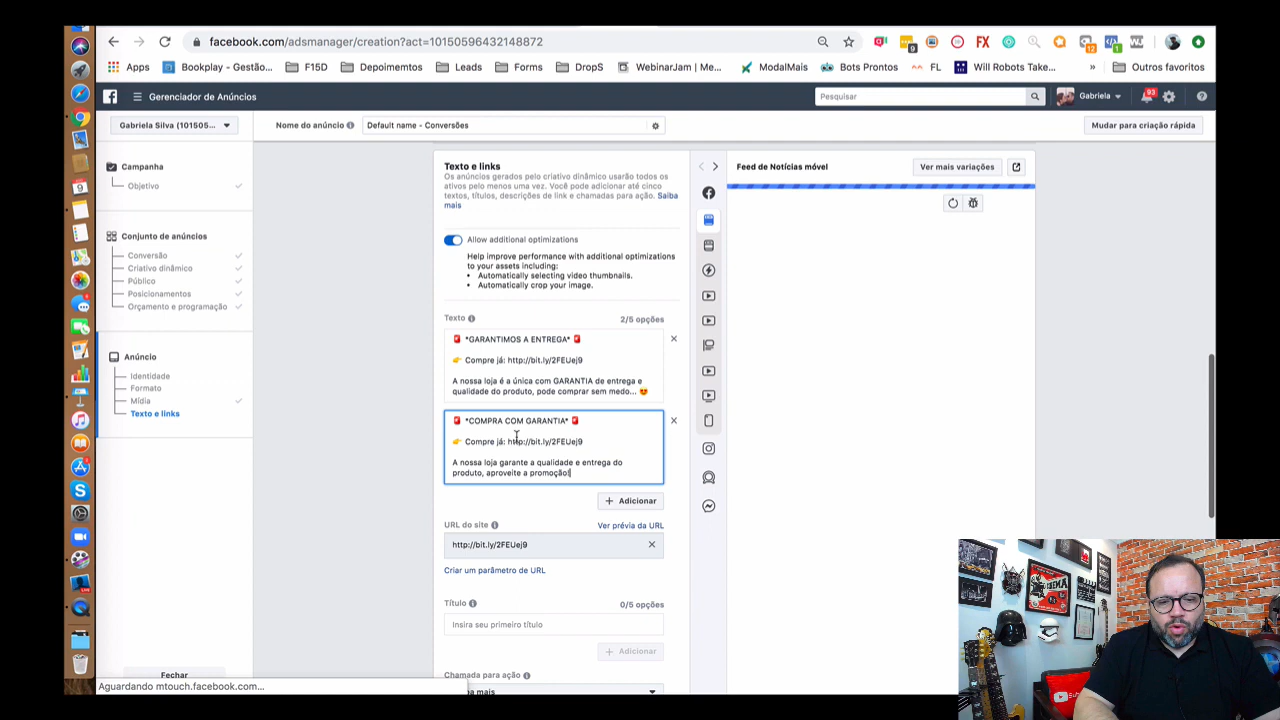 facebook.com/adsmanager/creation?act=10150596432148872
9
FX
12
1
Apps
Bookplay - Gestão...
F15D
Depoimemtos
Leads
Forms
DropS
WebinarJam | Me...
ModalMais
Bots Prontos
FL
Will Robots Take...
»
Outros favoritos
Gerenciador de Anúncios
Pesquisar
Gabriela
93
Gabriela Silva (101505...
Nome do anúncio
Default name - Conversões
Mudar para criação rápida
Campanha
Objetivo
Conjunto de anúncios
Conversão
Criativo dinâmico
Público
Posicionamentos
Orçamento e programação
Anúncio
Identidade
Formato
Mídia
Texto e links
Fechar
Aguardando mtouch.facebook.com...
Texto e links
Os anúncios gerados pelo criativo dinâmico usarão todos os
ativos pelo menos uma vez. Você pode adicionar até cinco
textos, títulos, descrições de link e chamadas para ação. Saiba
mais
Allow additional optimizations
Help improve performance with additional optimizations
to your assets including:
• Automatically selecting video thumbnails.
• Automatically crop your image.
Texto
2/5 opções
🚨 *GARANTIMOS A ENTREGA* 🚨
👉 Compre já: http://bit.ly/2FEUej9
A nossa loja é a única com GARANTIA de entrega e
qualidade do produto, pode comprar sem medo... 😍
🚨 *COMPRA COM GARANTIA* 🚨
👉 Compre já: http://bit.ly/2FEUej9
A nossa loja garante a qualidade e entrega do
produto, aproveite a promoção!
+ Adicionar
URL do site
Ver prévia da URL
http://bit.ly/2FEUej9
Criar um parâmetro de URL
Título
0/5 opções
Insira seu primeiro título
+ Adicionar
Chamada para ação
Feed de Notícias móvel
Ver mais variações